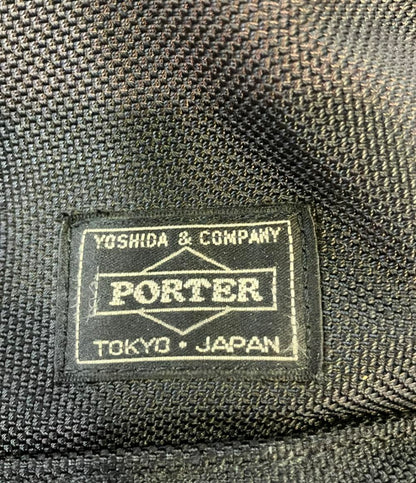 YOSHIDA & COMPANY
PORTER
TOKYO • JAPAN